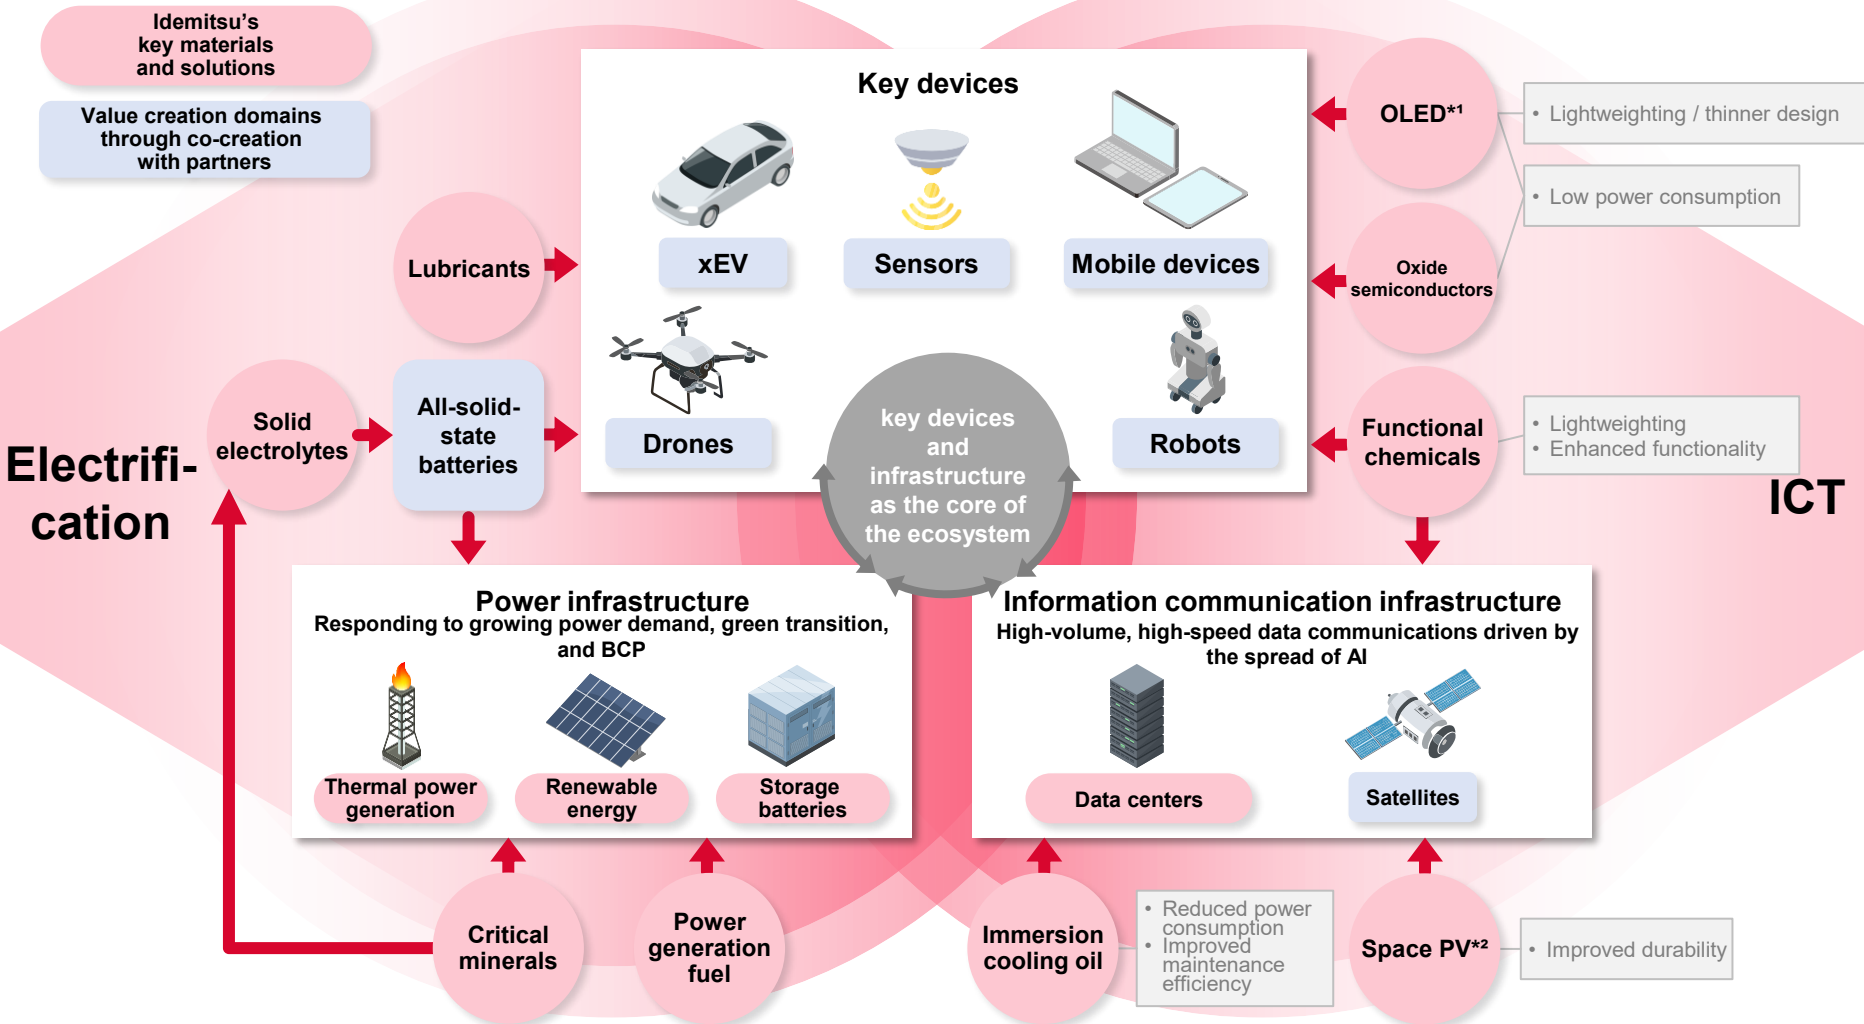 Idemitsu's
key materials
and solutions
Value creation domains
through co-creation
with partners
Key devices
xEV
Sensors
Mobile devices
Drones
Robots
key devices
and
infrastructure
as the core of
the ecosystem
Lubricants
Solid
electrolytes
All-solid-
state
batteries
Electrifi-
cation
OLED*1
• Lightweighting / thinner design
• Low power consumption
Oxide
semiconductors
Functional
chemicals
• Lightweighting
• Enhanced functionality
ICT
Power infrastructure
Responding to growing power demand, green transition,
and BCP
Thermal power
generation
Renewable
energy
Storage
batteries
Information communication infrastructure
High-volume, high-speed data communications driven by
the spread of AI
Data centers
Satellites
Critical
minerals
Power
generation
fuel
Immersion
cooling oil
• Reduced power
consumption
• Improved
maintenance
efficiency
Space PV*2
• Improved durability